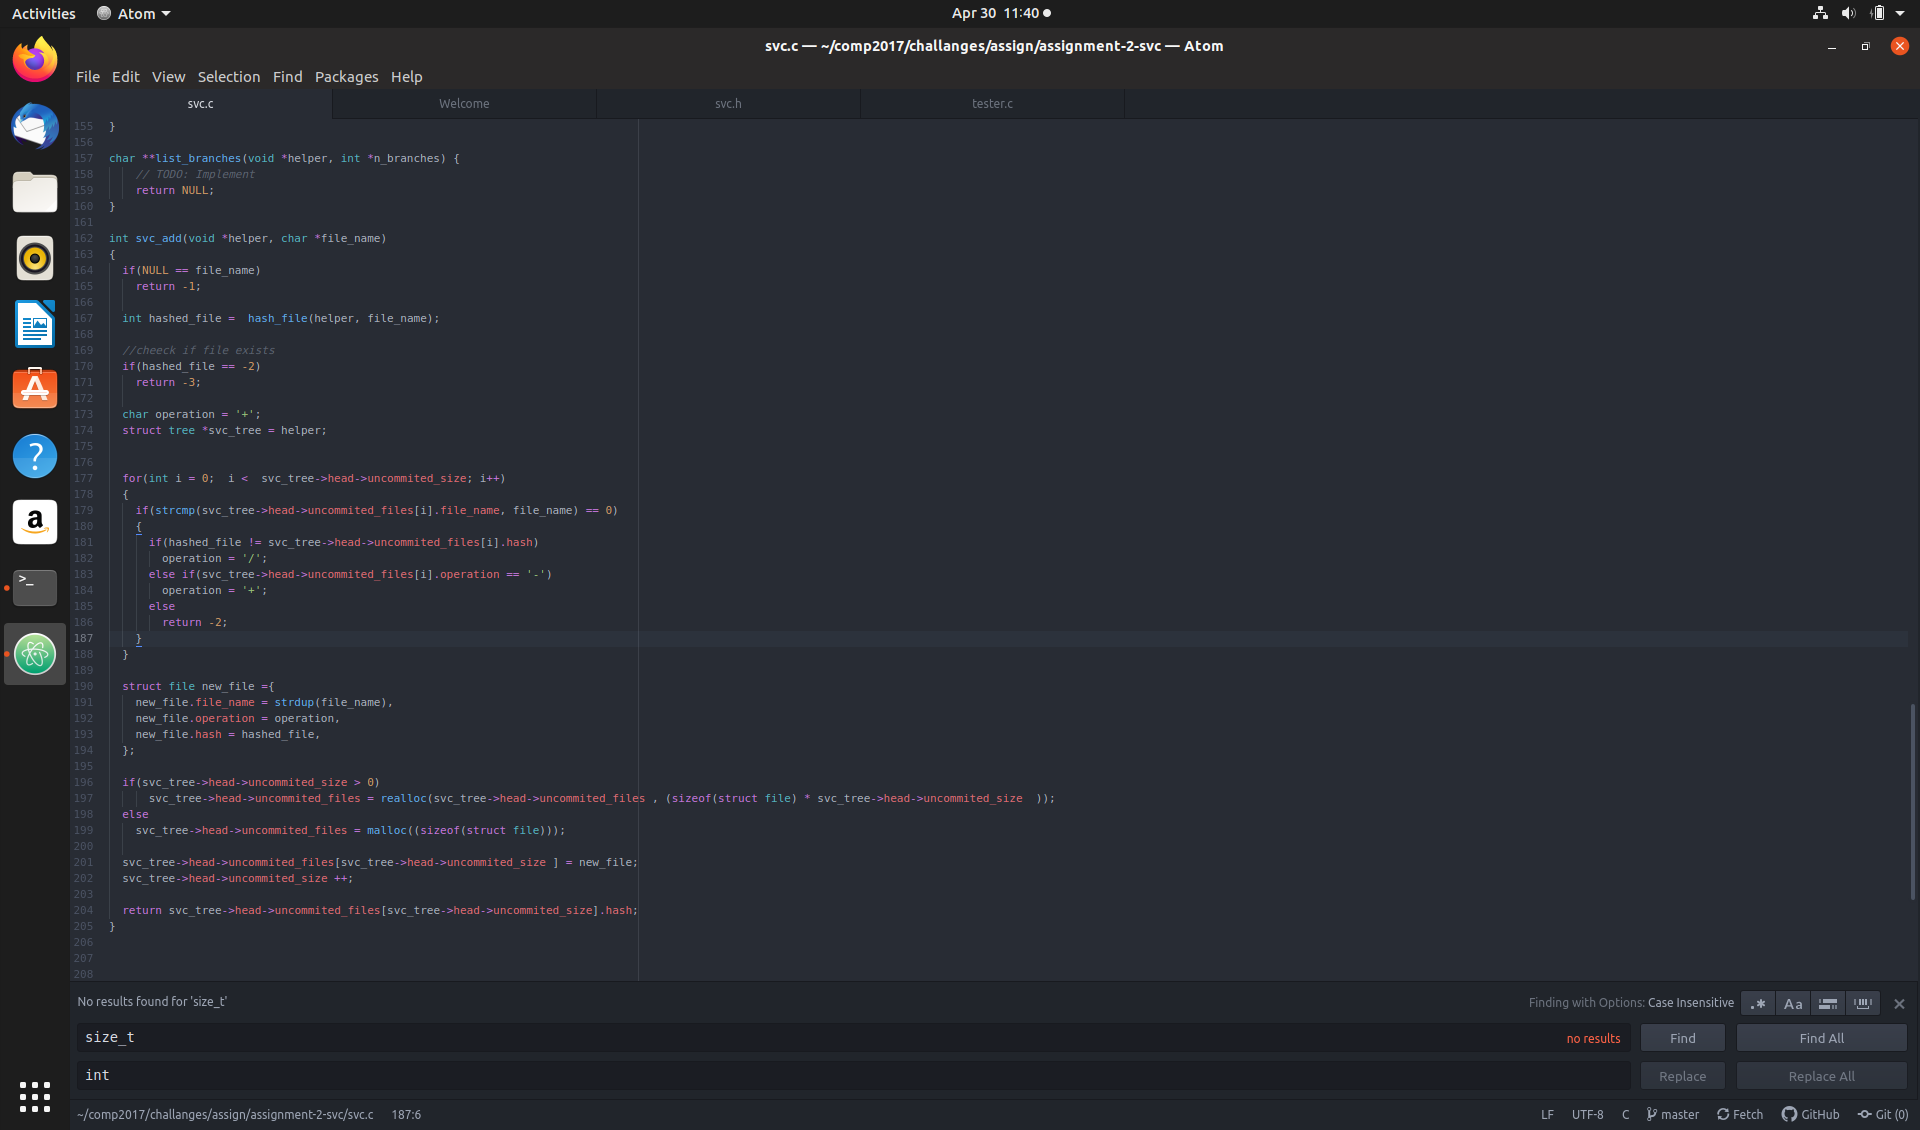 Activities Atom Apr 30 11:40
svc.c — ~/comp2017/challanges/assign/assignment-2-svc — Atom
File Edit View Selection Find Packages Help
svc.c Welcome svc.h tester.c
155 }
156
157 char **list_branches(void *helper, int *n_branches) {
158 // TODO: Implement
159 return NULL;
160 }
161
162 int svc_add(void *helper, char *file_name)
163 {
164 if(NULL == file_name)
165 return -1;
166
167 int hashed_file =  hash_file(helper, file_name);
168
169 //cheeck if file exists
170 if(hashed_file == -2)
171 return -3;
172
173 char operation = '+';
174 struct tree *svc_tree = helper;
175
176
177 for(int i = 0;  i <  svc_tree->head->uncommited_size; i++)
178 {
179 if(strcmp(svc_tree->head->uncommited_files[i].file_name, file_name) == 0)
180 {
181 if(hashed_file != svc_tree->head->uncommited_files[i].hash)
182 operation = '/';
183 else if(svc_tree->head->uncommited_files[i].operation == '-')
184 operation = '+';
185 else
186 return -2;
187 }
188 }
189
190 struct file new_file ={
191 new_file.file_name = strdup(file_name),
192 new_file.operation = operation,
193 new_file.hash = hashed_file,
194 };
195
196 if(svc_tree->head->uncommited_size > 0)
197 svc_tree->head->uncommited_files = realloc(svc_tree->head->uncommited_files , (sizeof(struct file) * svc_tree->head->uncommited_size  ));
198 else
199 svc_tree->head->uncommited_files = malloc((sizeof(struct file)));
200
201 svc_tree->head->uncommited_files[svc_tree->head->uncommited_size ] = new_file;
202 svc_tree->head->uncommited_size ++;
203
204 return svc_tree->head->uncommited_files[svc_tree->head->uncommited_size].hash;
205 }
206
207
208
No results found for 'size_t' Finding with Options: Case Insensitive .* Aa
size_t no results Find Find All
int Replace Replace All
~/comp2017/challanges/assign/assignment-2-svc/svc.c 187:6 LF UTF-8 C master Fetch GitHub Git (0)